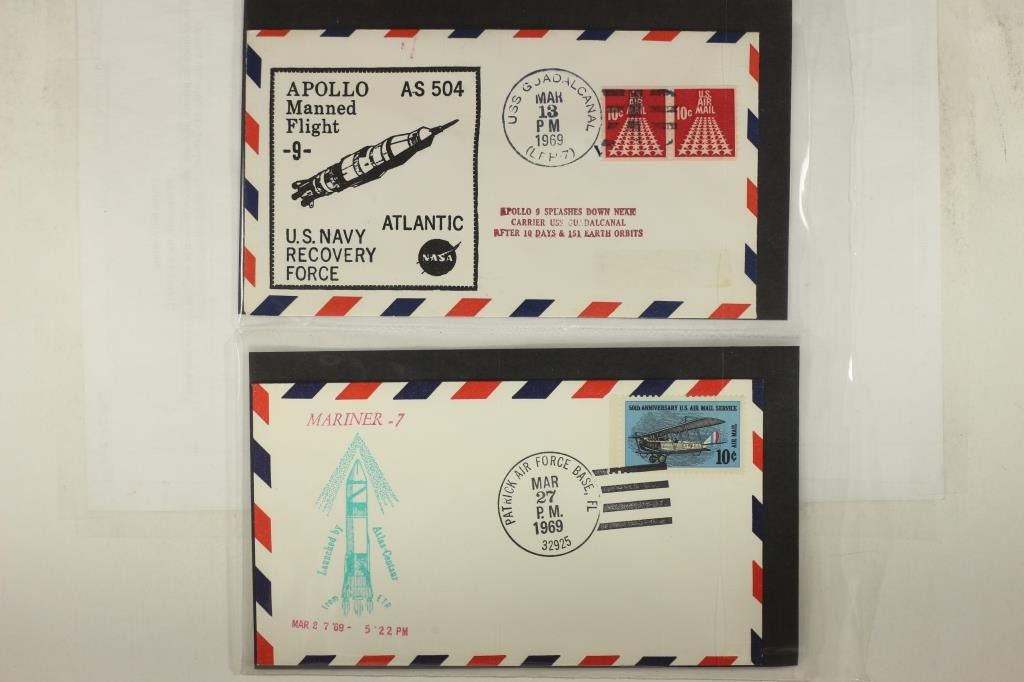 APOLLO AS 504
Manned
Flight
-9-
ATLANTIC
U.S. NAVY
RECOVERY
FORCE
NASA
USS GUADALCANAL
MAR
13
PM
1969
U.S.
AIR
MAIL
10c
U.S.
AIR
MAIL
10c
APOLLO 9 SPLASHES DOWN NEAR
CARRIER USS GUADALCANAL
AFTER 10 DAYS & 151 EARTH ORBITS
MARINER -7
Launched by
Atlas-Centaur
from E.T.R
MAR 27 '69 - 5 22 PM
PATRICK AIR FORCE BASE, FL
MAR
27
P.M.
1969
32925
50TH ANNIVERSARY U.S. AIR MAIL SERVICE
AIR MAIL
10¢